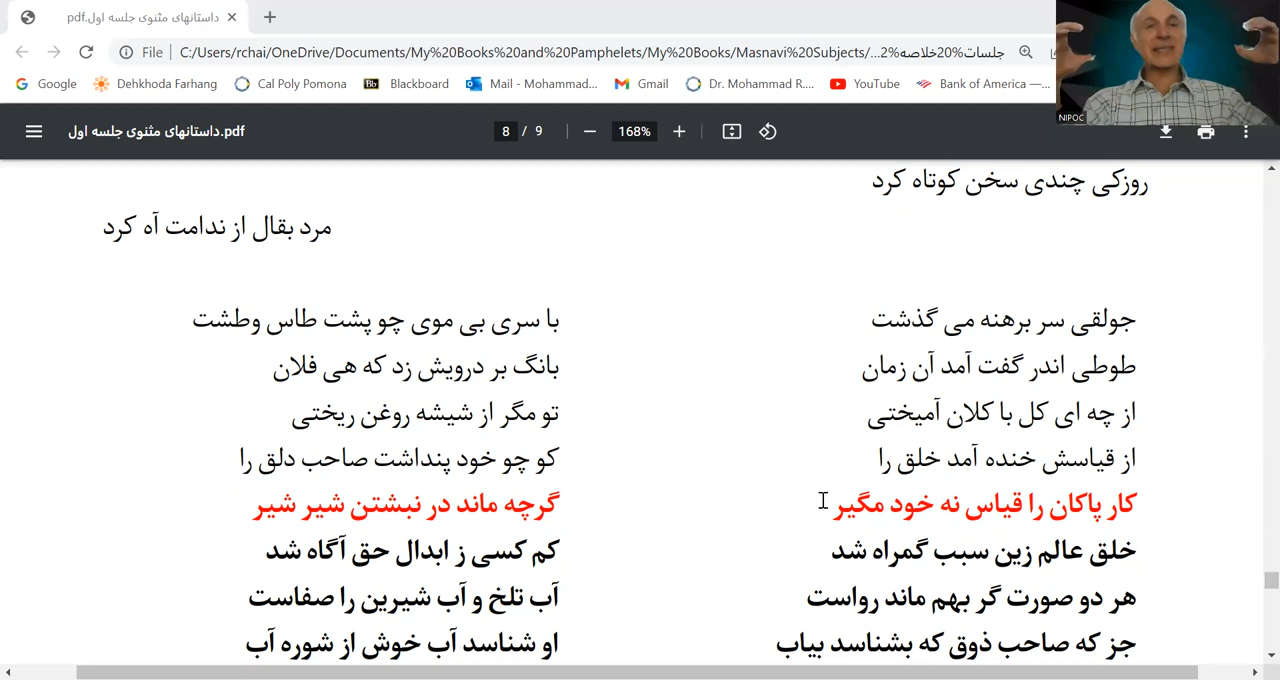 داستانهای مثنوی جلسه اول.pdf
File C:/Users/rchai/OneDrive/Documents/My%20Books%20and%20Pamphelets/My%20Books/Masnavi%20Subjects/جلسات%20خلاصه%2...
Google Dehkhoda Farhang Cal Poly Pomona Bb Blackboard Mail - Mohammad... Gmail Dr. Mohammad R.... YouTube Bank of America —...
NIPOC
داستانهای مثنوی جلسه اول.pdf 8 / 9 168%
روزکی چندی سخن کوتاه کرد
مرد بقال از ندامت آه کرد
جولقی سر برهنه می گذشت با سری بی موی چو پشت طاس وطشت
طوطی اندر گفت آمد آن زمان بانگ بر درویش زد که هی فلان
از چه ای کل با کلان آمیختی تو مگر از شیشه روغن ریختی
از قیاسش خنده آمد خلق را کو چو خود پنداشت صاحب دلق را
کار پاکان را قیاس نه خود مگیر گرچه ماند در نبشتن شیر شیر
خلق عالم زین سبب گمراه شد کم کسی ز ابدال حق آگاه شد
هر دو صورت گر بهم ماند رواست آب تلخ و آب شیرین را صفاست
جز که صاحب ذوق که بشناسد بیاب او شناسد آب خوش از شوره آب